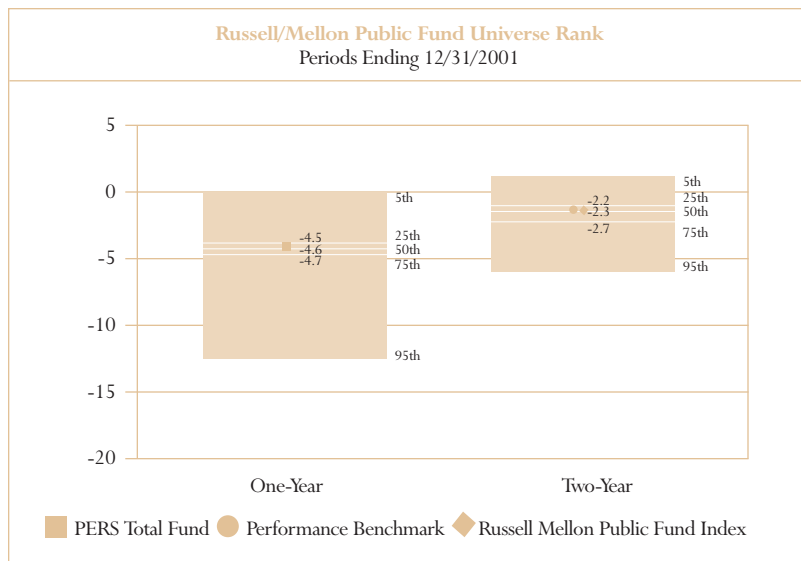 Russell/Mellon Public Fund Universe Rank
Periods Ending 12/31/2001
5
0
-5
-10
-15
-20
5th
25th
50th
75th
95th
-4.5
-4.6
-4.7
5th
25th
50th
75th
95th
-2.2
-2.3
-2.7
One-Year
Two-Year
PERS Total Fund
Performance Benchmark
Russell Mellon Public Fund Index